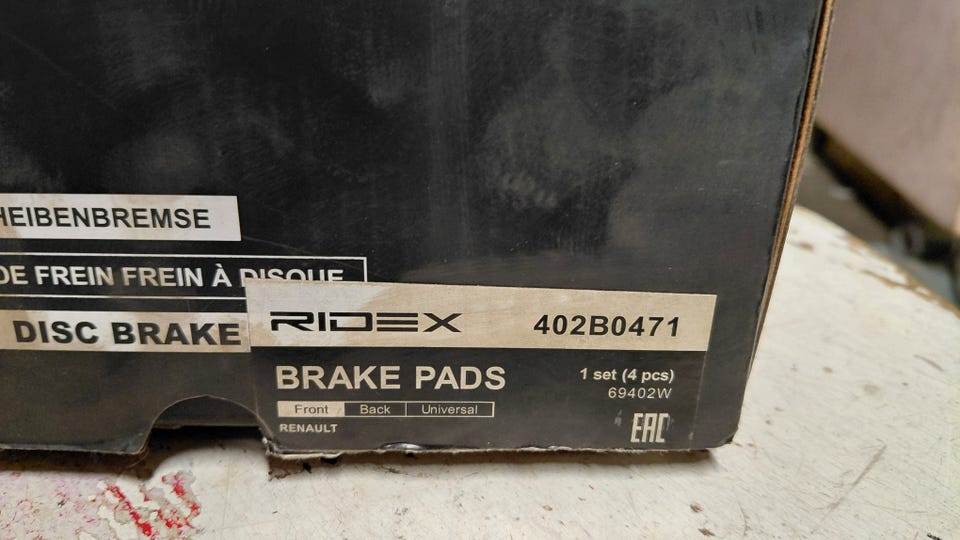 HEIBENBREMSE
DE FREIN FREIN À DISQUE
DISC BRAKE
RIDEX 402B0471
BRAKE PADS 1 set (4 pcs)
69402W
Front Back Universal
RENAULT EAC